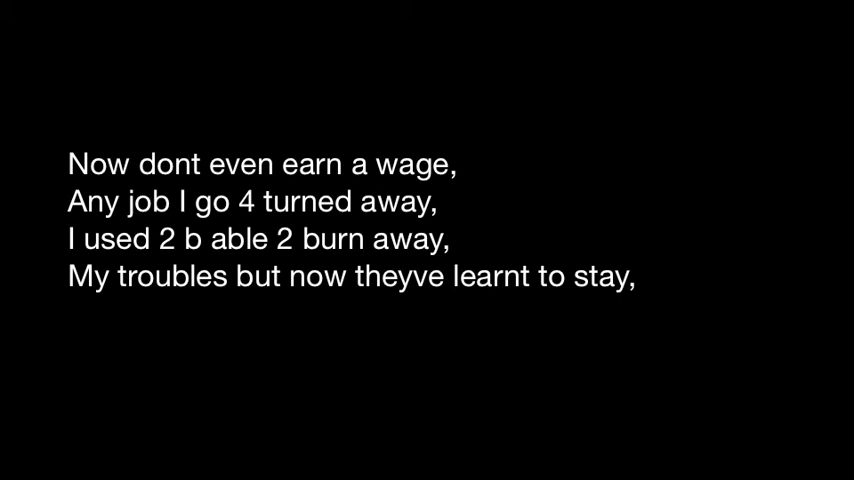 Now dont even earn a wage,
Any job I go 4 turned away,
I used 2 b able 2 burn away,
My troubles but now theyve learnt to stay,